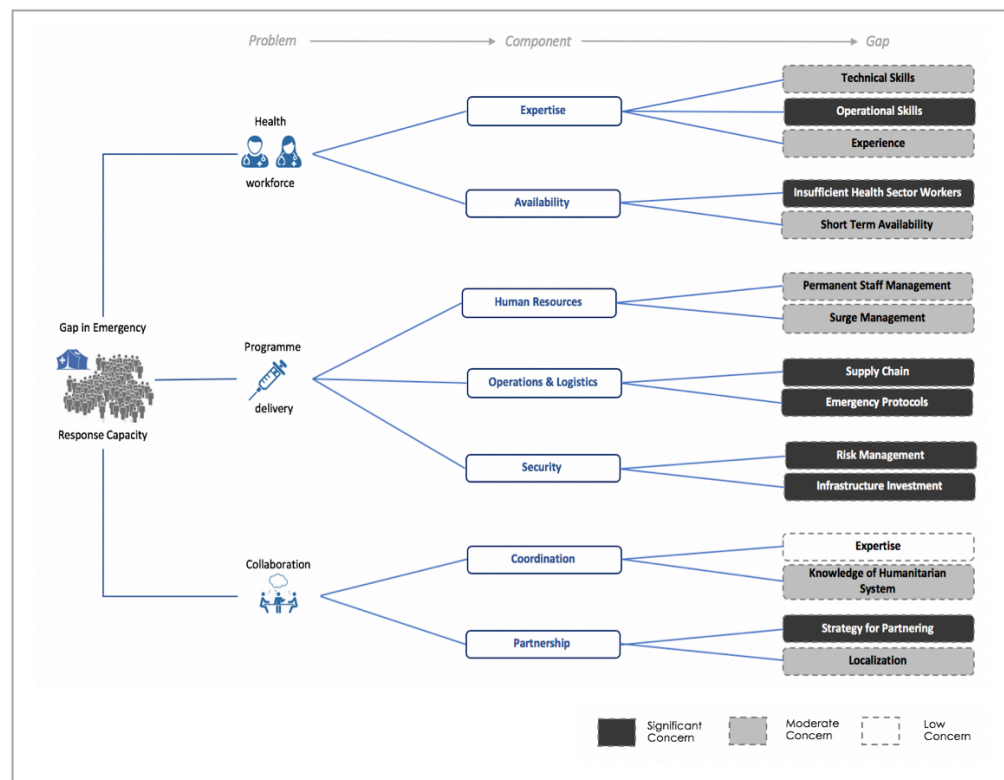 Problem
Component
Gap
Technical Skills
Health
Expertise
Operational Skills
Experience
workforce
Insufficient Health Sector Workers
Availability
Short Term Availability
Permanent Staff Management
Human Resources
Surge Management
Gap in Emergency
Programme
Supply Chain
Operations & Logistics
Emergency Protocols
delivery
Response Capacity
Risk Management
Security
Infrastructure Investment
Expertise
Coordination
Collaboration
Knowledge of Humanitarian
System
Strategy for Partnering
Partnership
Localization
Significant
Concern
Moderate
Concern
Low
Concern